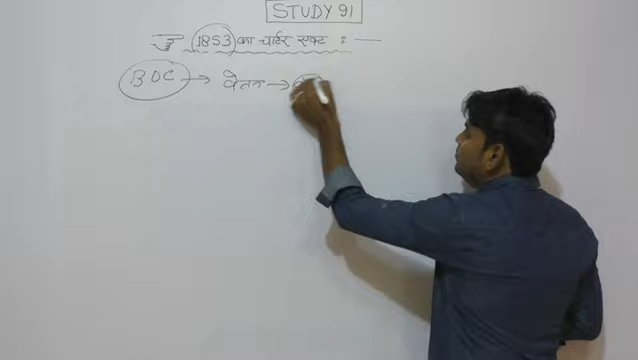 STUDY 91
☞ 1853 का चार्टर एक्ट : —
BOC → वेतन →